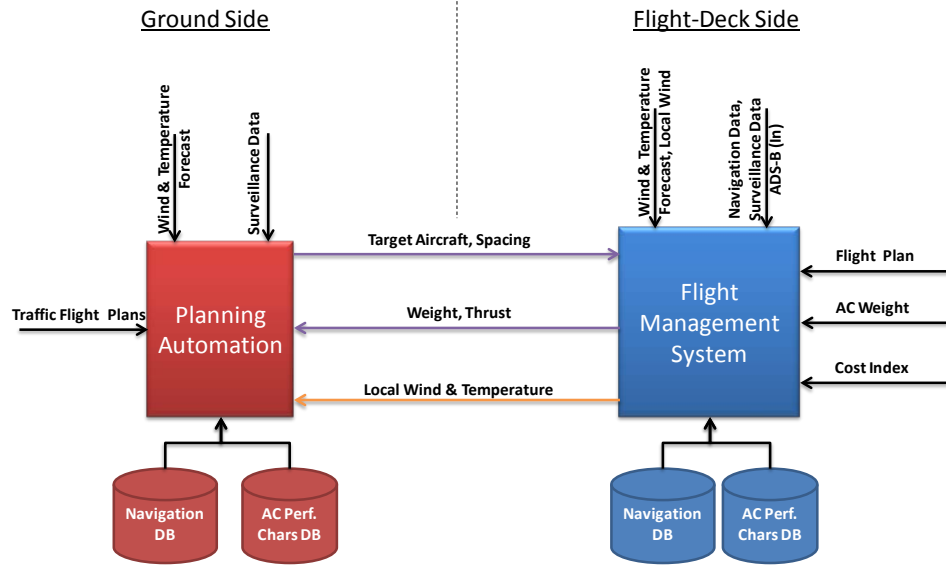 Ground Side
Flight-Deck Side
Wind & Temperature
Forecast
Surveillance Data
Wind & Temperature
Forecast, Local Wind
Navigation Data,
Surveillance Data
ADS-B (In)
Target Aircraft, Spacing
Flight Plan
Traffic Flight Plans
Planning
Automation
Weight, Thrust
Flight
Management
System
AC Weight
Local Wind & Temperature
Cost Index
Navigation
DB
AC Perf.
Chars DB
Navigation
DB
AC Perf.
Chars DB